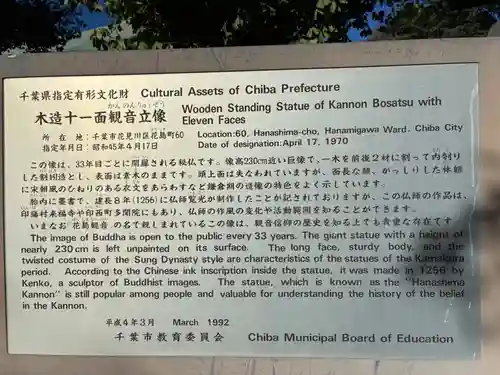 千葉県指定有形文化財 Cultural Assets of Chiba Prefecture
かんのんりゅうぞう
木造十一面観音立像 Wooden Standing Statue of Kannon Bosatsu with
Eleven Faces
所 在 地：千葉市花見川区花島町60 Location:60, Hanashima-cho, Hanamigawa Ward, Chiba City
指定年月日：昭和45年4月17日 Date of designation:April 17, 1970
この像は、33年目ごとに開扉される秘仏です。像高230cm近い巨像で、一木を前後2材に割って内刳り
した割矧造とし、表面は素木のままです。頭上面は失なわれていますが、面長な顔、がっしりした体軀
に宋朝風のひねりのある衣文をあらわすなど鎌倉期の造像の特色をよく示しています。
胎内に墨書で、建長8年(1256)に仏師賢光が制作したことが記されておりますが、この仏師の作品は、
印旛村来福寺や印西町多聞院にもあり、仏師の作風の変化や活動範囲を知ることができます。
いまなお「花島観音」の名で親しまれているこの像は、観音信仰の歴史を知る上でも貴重な存在です。
The image of Buddha is open to the public every 33 years. The giant statue with a height of
nearly 230 cm is left unpainted on its surface. The long face, sturdy body, and the
twisted costume of the Sung Dynasty style are characteristics of the statues of the Kamakura
period. According to the Chinese ink inscription inside the statue, it was made in 1256 by
Kenko, a sculptor of Buddhist images. The statue, which is known as the "Hanashima
Kannon" is still popular among people and valuable for understanding the history of the belief
in the Kannon.
平成4年3月 March 1992
千葉市教育委員会 Chiba Municipal Board of Education